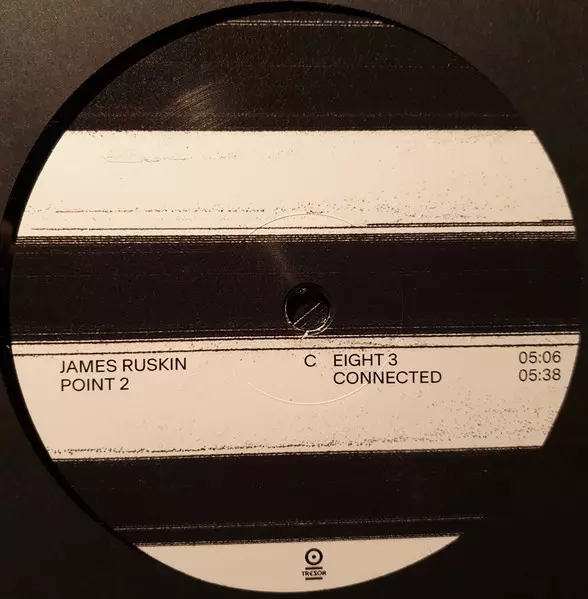 JAMES RUSKIN
POINT 2
C EIGHT 3 05:06
CONNECTED 05:38
TRESOR